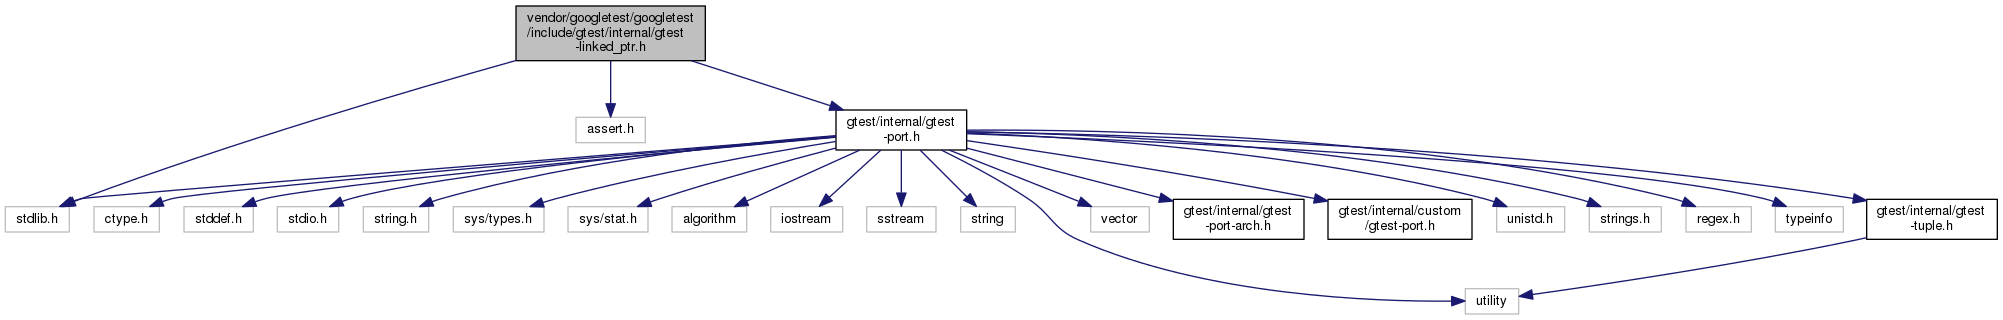 vendor/googletest/googletest
/include/gtest/internal/gtest
-linked_ptr.h
assert.h
gtest/internal/gtest
-port.h
stdlib.h
ctype.h
stddef.h
stdio.h
string.h
sys/types.h
sys/stat.h
algorithm
iostream
sstream
string
vector
gtest/internal/gtest
-port-arch.h
gtest/internal/custom
/gtest-port.h
unistd.h
strings.h
regex.h
typeinfo
gtest/internal/gtest
-tuple.h
utility